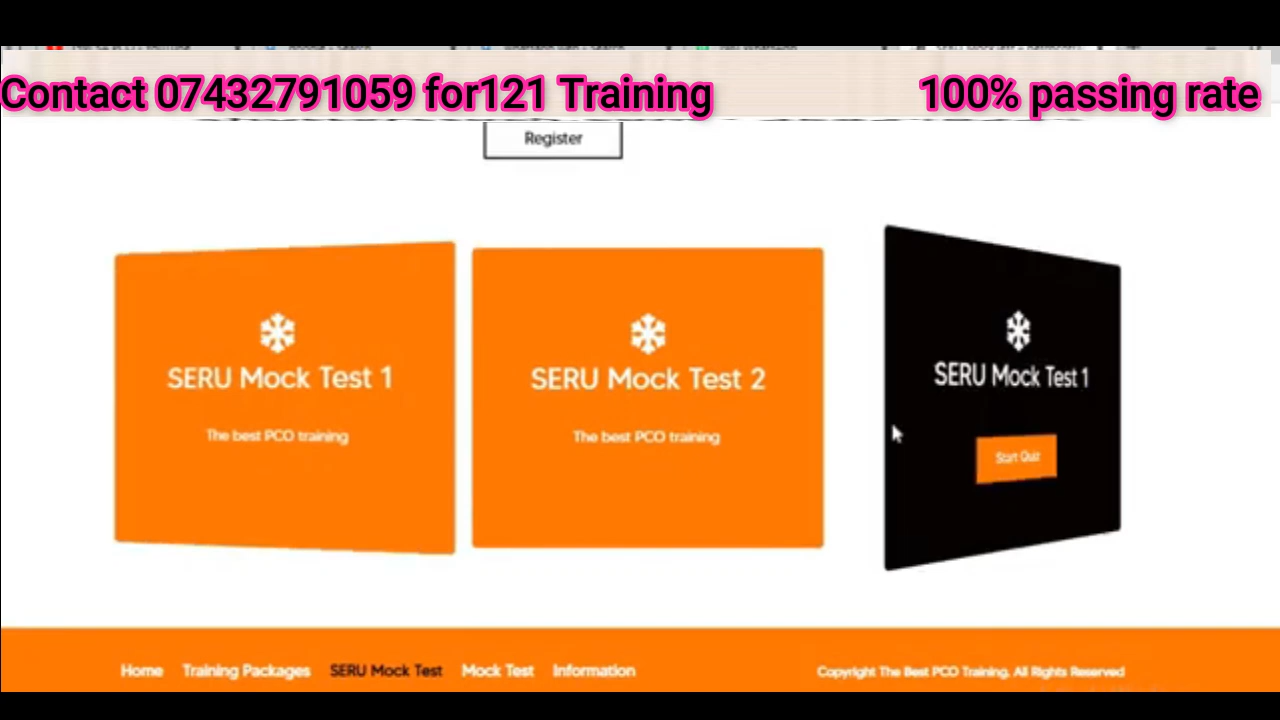 Contact 07432791059 for121 Training 100% passing rate
Register
SERU Mock Test 1
The best PCO training
SERU Mock Test 2
The best PCO training
SERU Mock Test 1
Start Quiz
Home Training Packages SERU Mock Test Mock Test Information Copyright The Best PCO Training. All Rights Reserved